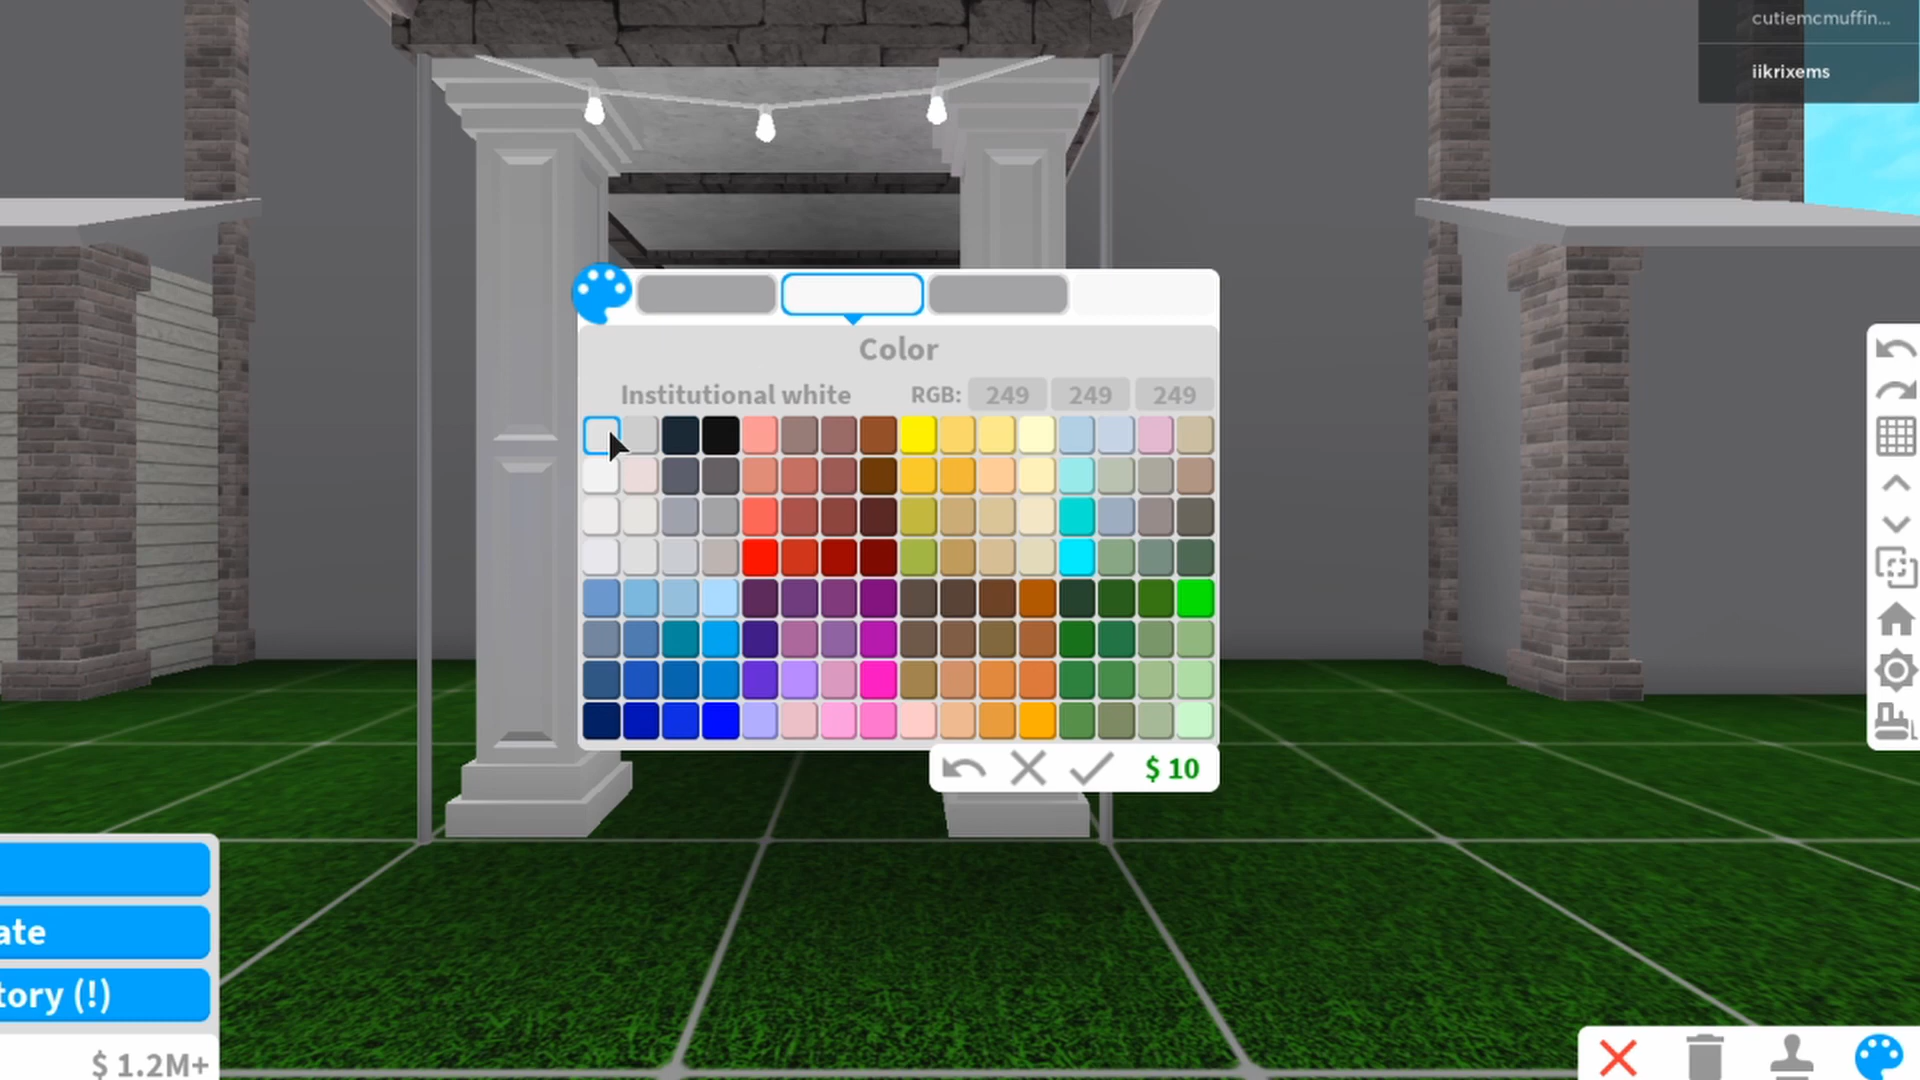 cutiemcmuffin...
iikrixems
Color
Institutional white RGB: 249 249 249
$ 10
ate
tory (!)
$ 1.2M+